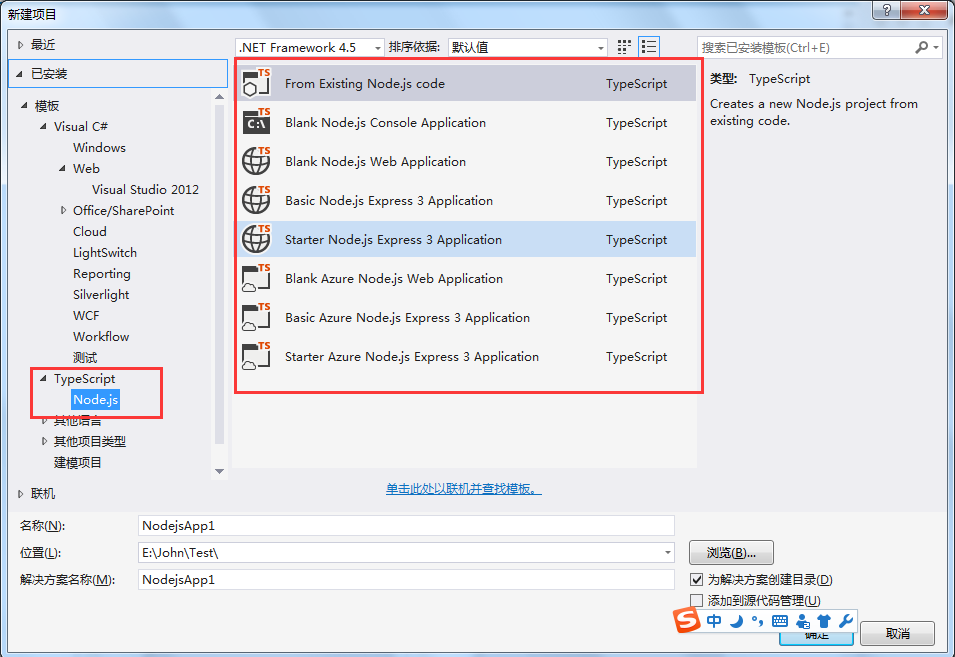 新建项目
?
最近
.NET Framework 4.5 排序依据: 默认值
搜索已安装模板(Ctrl+E)
已安装
模板
Visual C#
Windows
Web
Visual Studio 2012
Office/SharePoint
Cloud
LightSwitch
Reporting
Silverlight
WCF
Workflow
测试
TypeScript
Node.js
其他语言
其他项目类型
建模项目
联机
TS From Existing Node.js code TypeScript
TS C:\ Blank Node.js Console Application TypeScript
TS Blank Node.js Web Application TypeScript
TS Basic Node.js Express 3 Application TypeScript
TS Starter Node.js Express 3 Application TypeScript
TS Blank Azure Node.js Web Application TypeScript
TS Basic Azure Node.js Express 3 Application TypeScript
TS Starter Azure Node.js Express 3 Application TypeScript
单击此处以联机并查找模板。
类型: TypeScript
Creates a new Node.js project from
existing code.
名称(N): NodejsApp1
位置(L): E:\John\Test\ 浏览(B)...
解决方案名称(M): NodejsApp1
为解决方案创建目录(D)
添加到源代码管理(U)
S 中
确定 取消